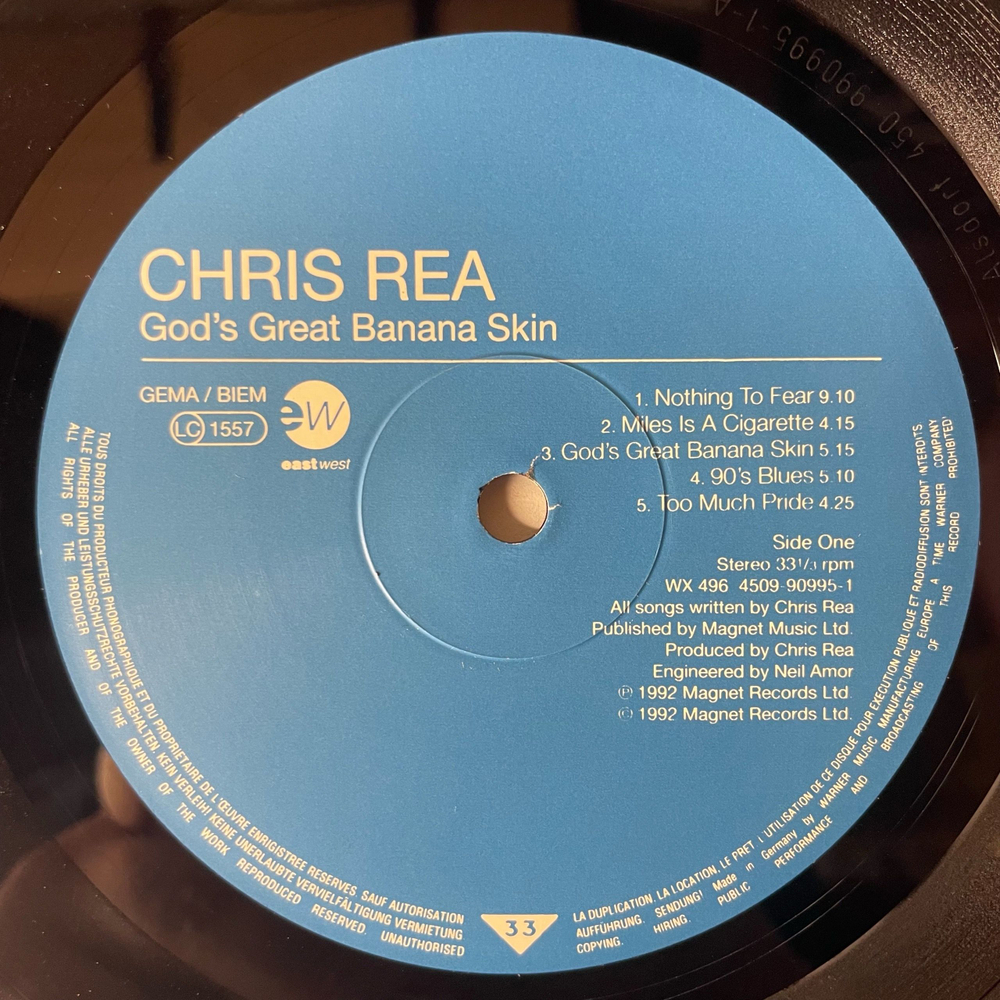 CHRIS REA
God's Great Banana Skin
GEMA / BIEM
LC 1557
ew
eastwest
1. Nothing To Fear 9.10
2. Miles Is A Cigarette 4.15
3. God's Great Banana Skin 5.15
4. 90's Blues 5.10
5. Too Much Pride 4.25
Side One
Stereo 33 1/3 rpm
WX 496 4509-90995-1
All songs written by Chris Rea
Published by Magnet Music Ltd.
Produced by Chris Rea
Engineered by Neil Amor
℗ 1992 Magnet Records Ltd.
© 1992 Magnet Records Ltd.
TOUS DROITS DU PRODUCTEUR PHONOGRAPHIQUE ET DU PROPRIETAIRE DE L'ŒUVRE ENRIGISTREE RESERVES. SAUF AUTORISATION LA DUPLICATION, LA LOCATION, LE PRET, L'UTILISATION DE CE DISQUE POUR EXECUTION PUBLIQUE ET RADIODIFFUSION SONT INTERDITS
ALLE URHEBER UND LEISTUNGSSCHUTZRECHTE VORBEHALTEN. KEIN VERLEIH! KEINE UNERLAUBTE VERVIELFÄLTIGUNG VERMIETUNG AUFFÜHRUNG. SENDUNG! Made in Germany by WARNER MUSIC MANUFACTURING EUROPE A TIME WARNER COMPANY
ALL RIGHTS OF THE PRODUCER AND OF THE OWNER OF THE WORK REPRODUCED RESERVED. UNAUTHORISED COPYING. HIRING. PUBLIC PERFORMANCE AND BROADCASTING OF THIS RECORD PROHIBITED
33
Alsdorf 450 990995-1-A